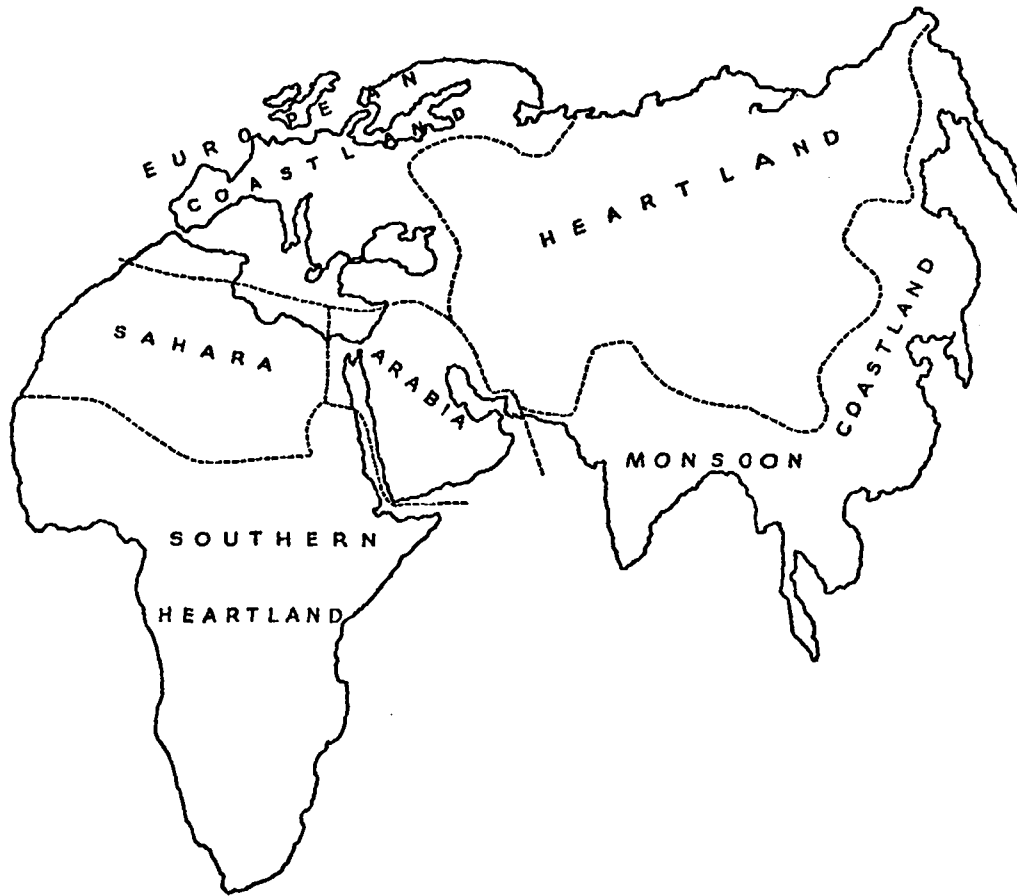 EUROPEAN
COASTLAND
HEARTLAND
SAHARA
ARABIA
MONSOON
COASTLAND
SOUTHERN
HEARTLAND